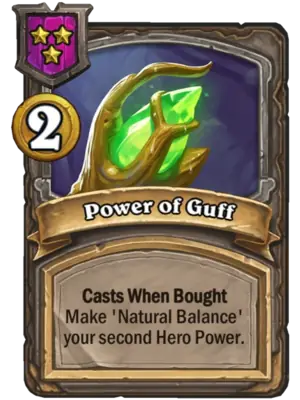 2
Power of Guff
Casts When Bought
Make 'Natural Balance'
your second Hero Power.